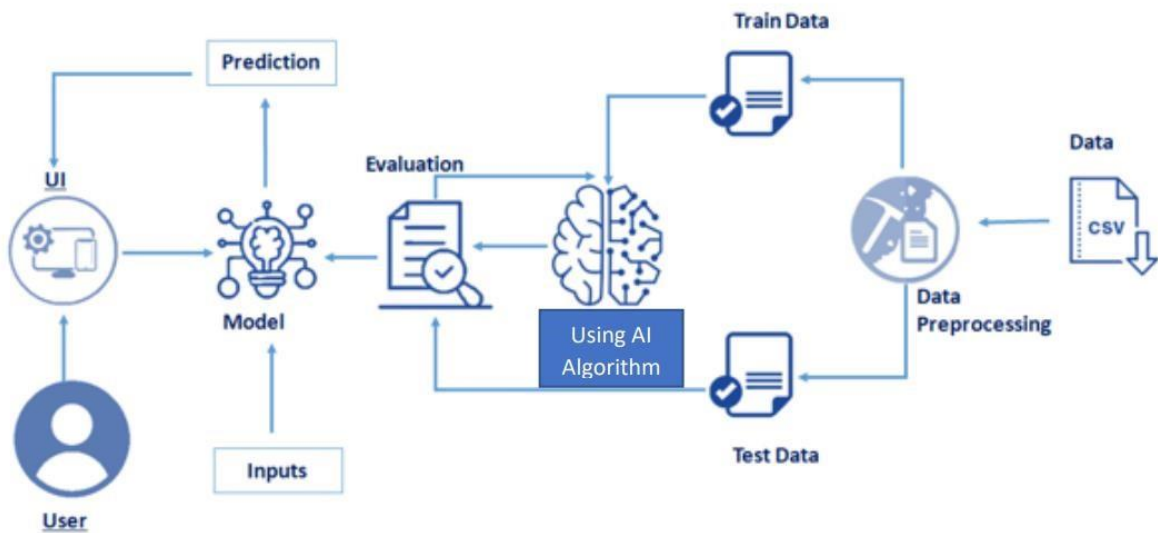 Train Data
Prediction
Data
Evaluation
UI
CSV
Model
Data
Preprocessing
Using AI
Algorithm
Test Data
Inputs
User